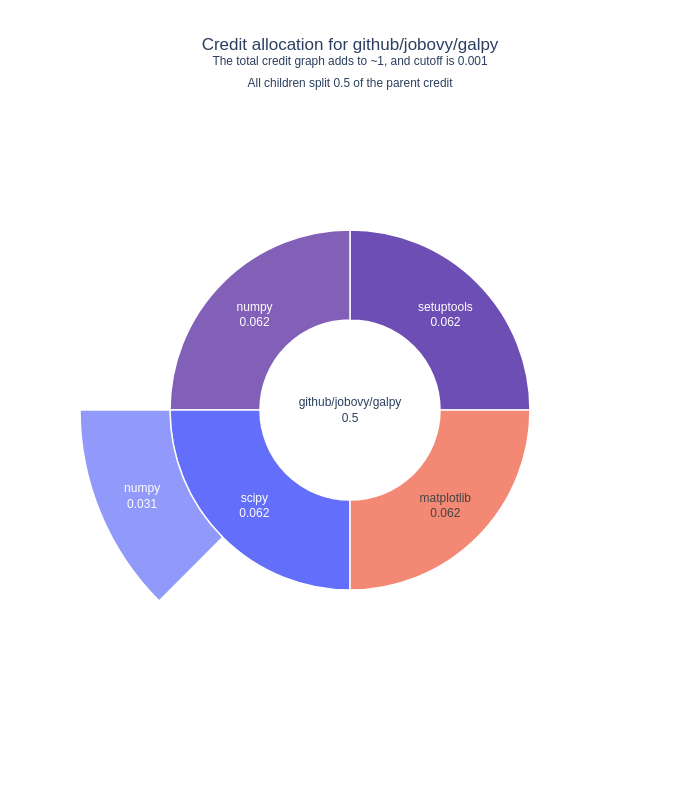 Credit allocation for github/jobovy/galpy
The total credit graph adds to ~1, and cutoff is 0.001
All children split 0.5 of the parent credit
numpy
0.062
setuptools
0.062
github/jobovy/galpy
0.5
numpy
0.031
scipy
0.062
matplotlib
0.062